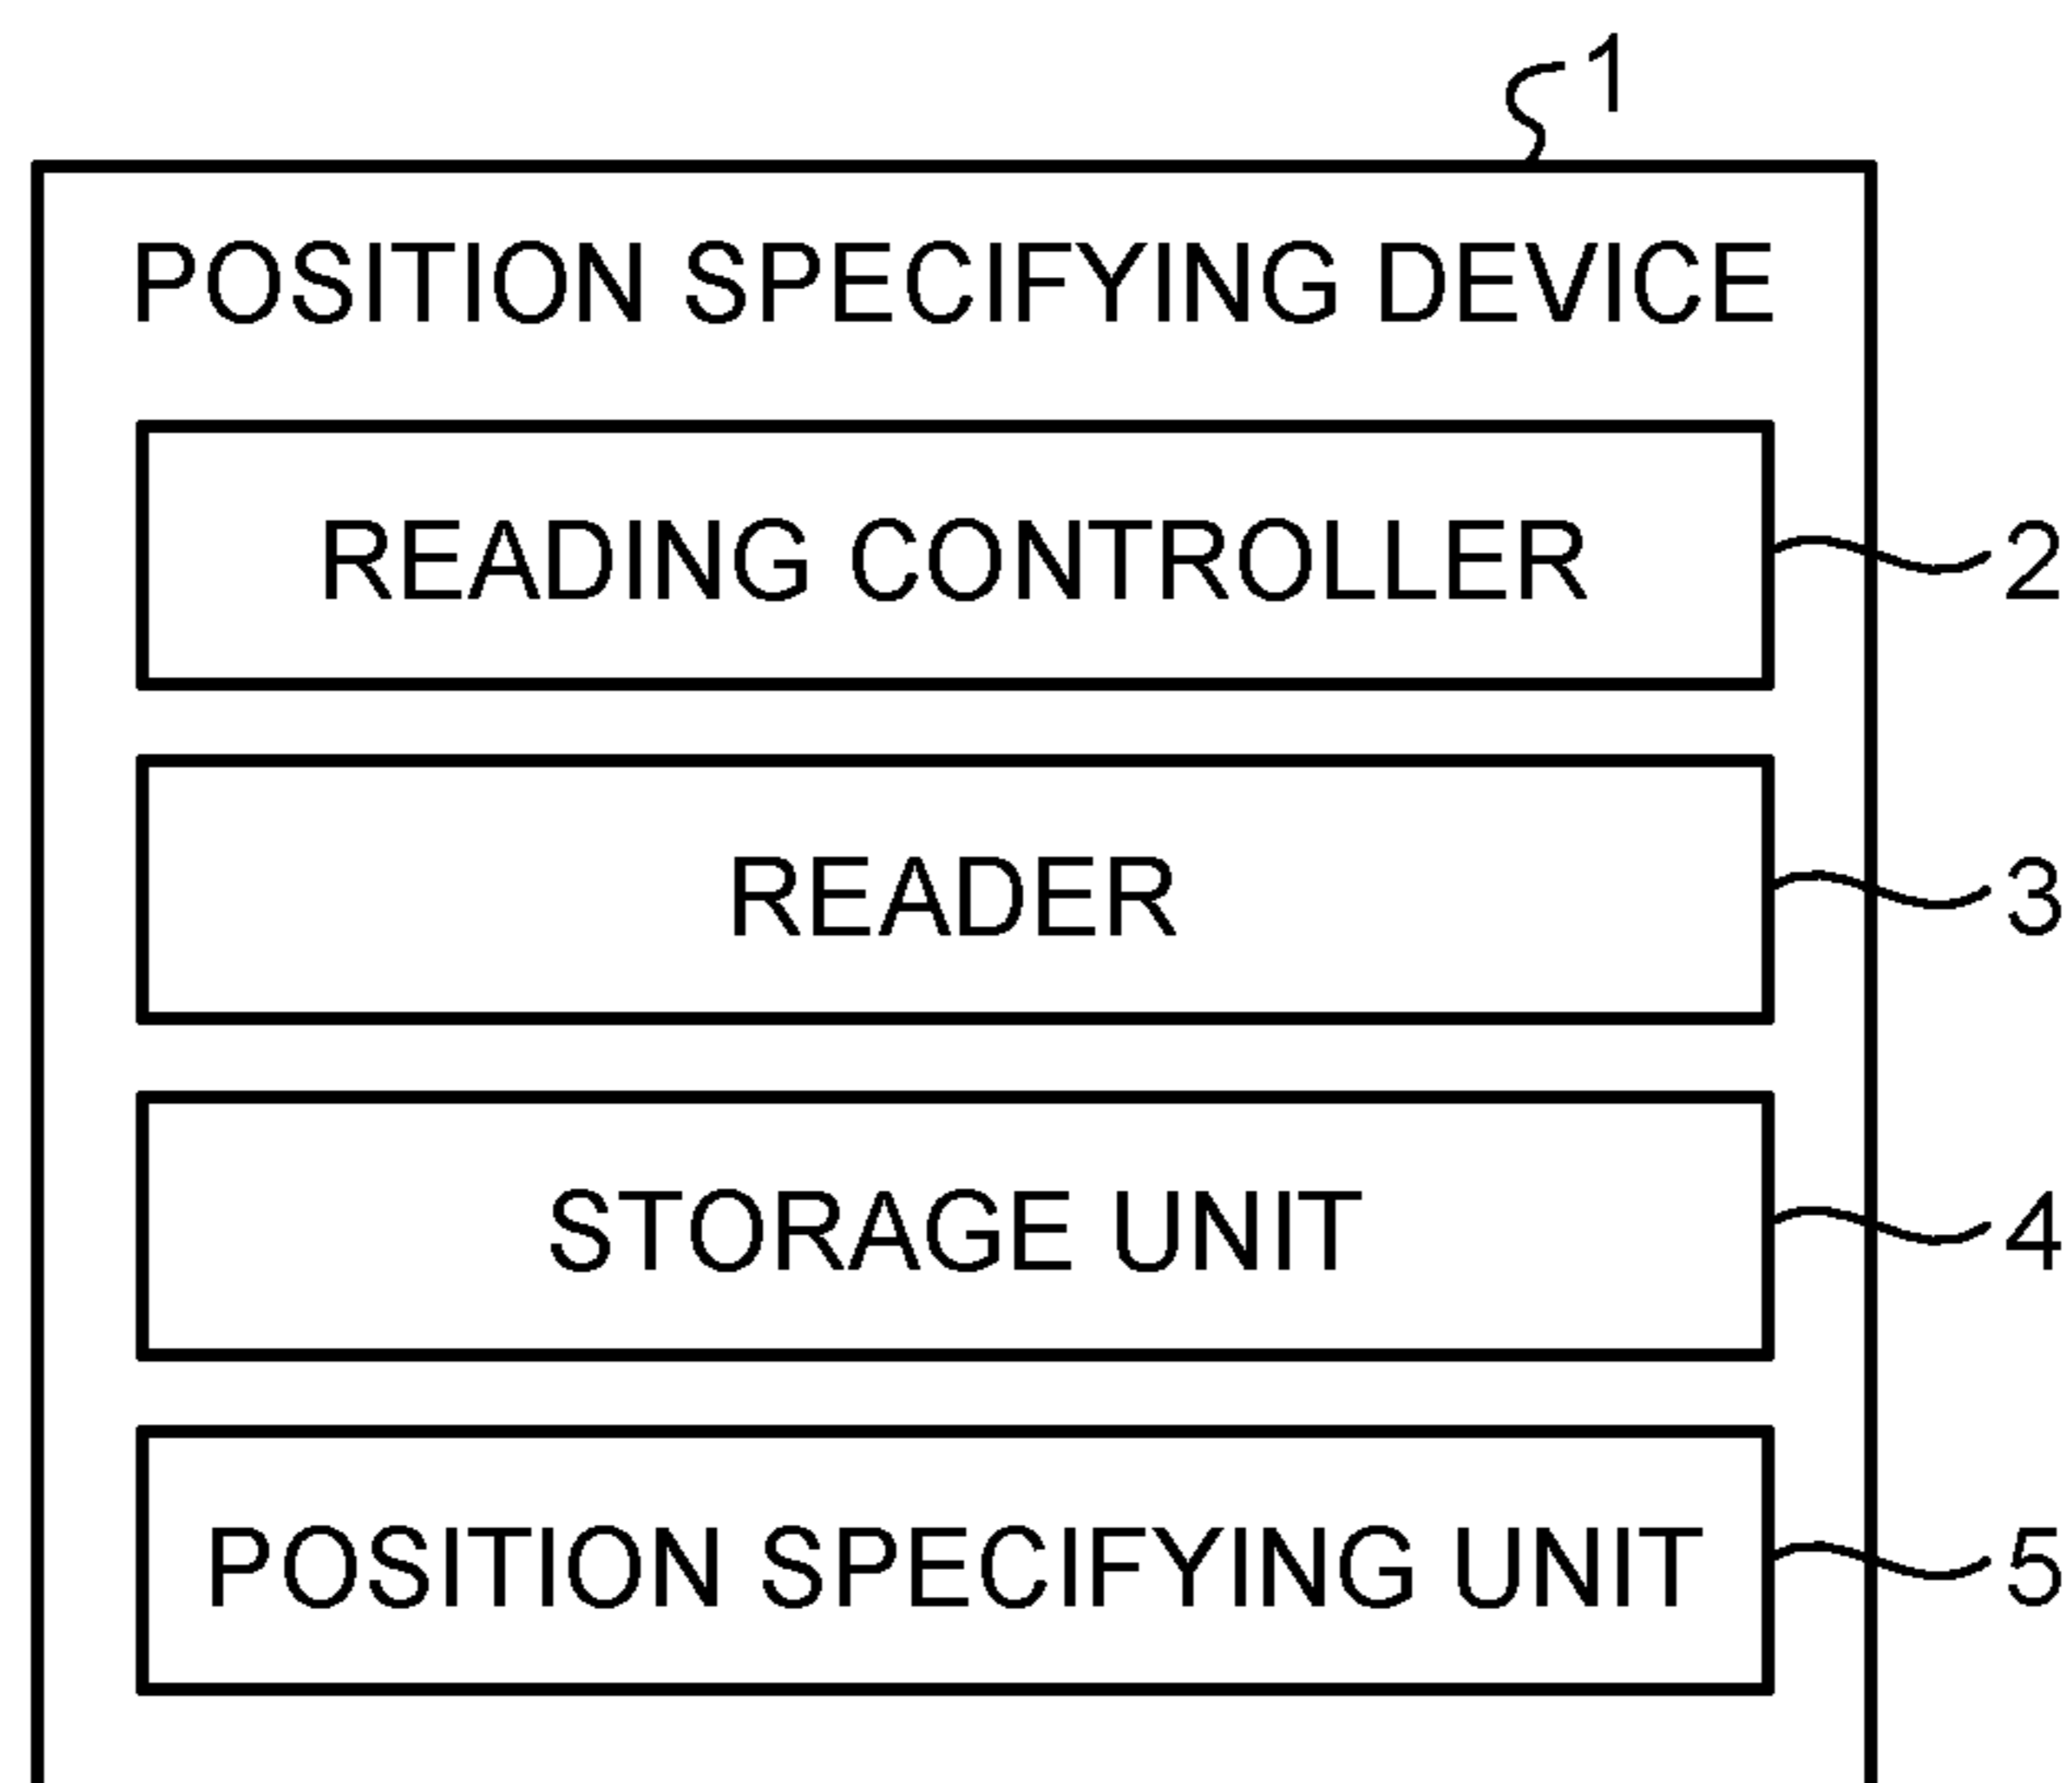 1
POSITION SPECIFYING DEVICE
READING CONTROLLER 2
READER 3
STORAGE UNIT 4
POSITION SPECIFYING UNIT 5